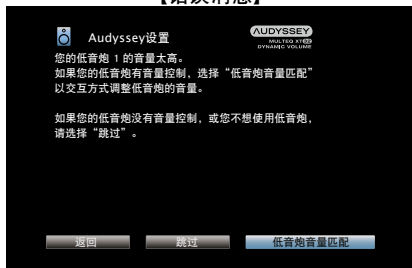 【错误消息】
Audyssey设置
AUDYSSEY
MULTEQ XT32
DYNAMIC VOLUME
您的低音炮 1 的音量太高。
如果您的低音炮有音量控制，选择“低音炮音量匹配”
以交互方式调整低音炮的音量。
如果您的低音炮没有音量控制，或您不想使用低音炮，
请选择“跳过”。
返回
跳过
低音炮音量匹配